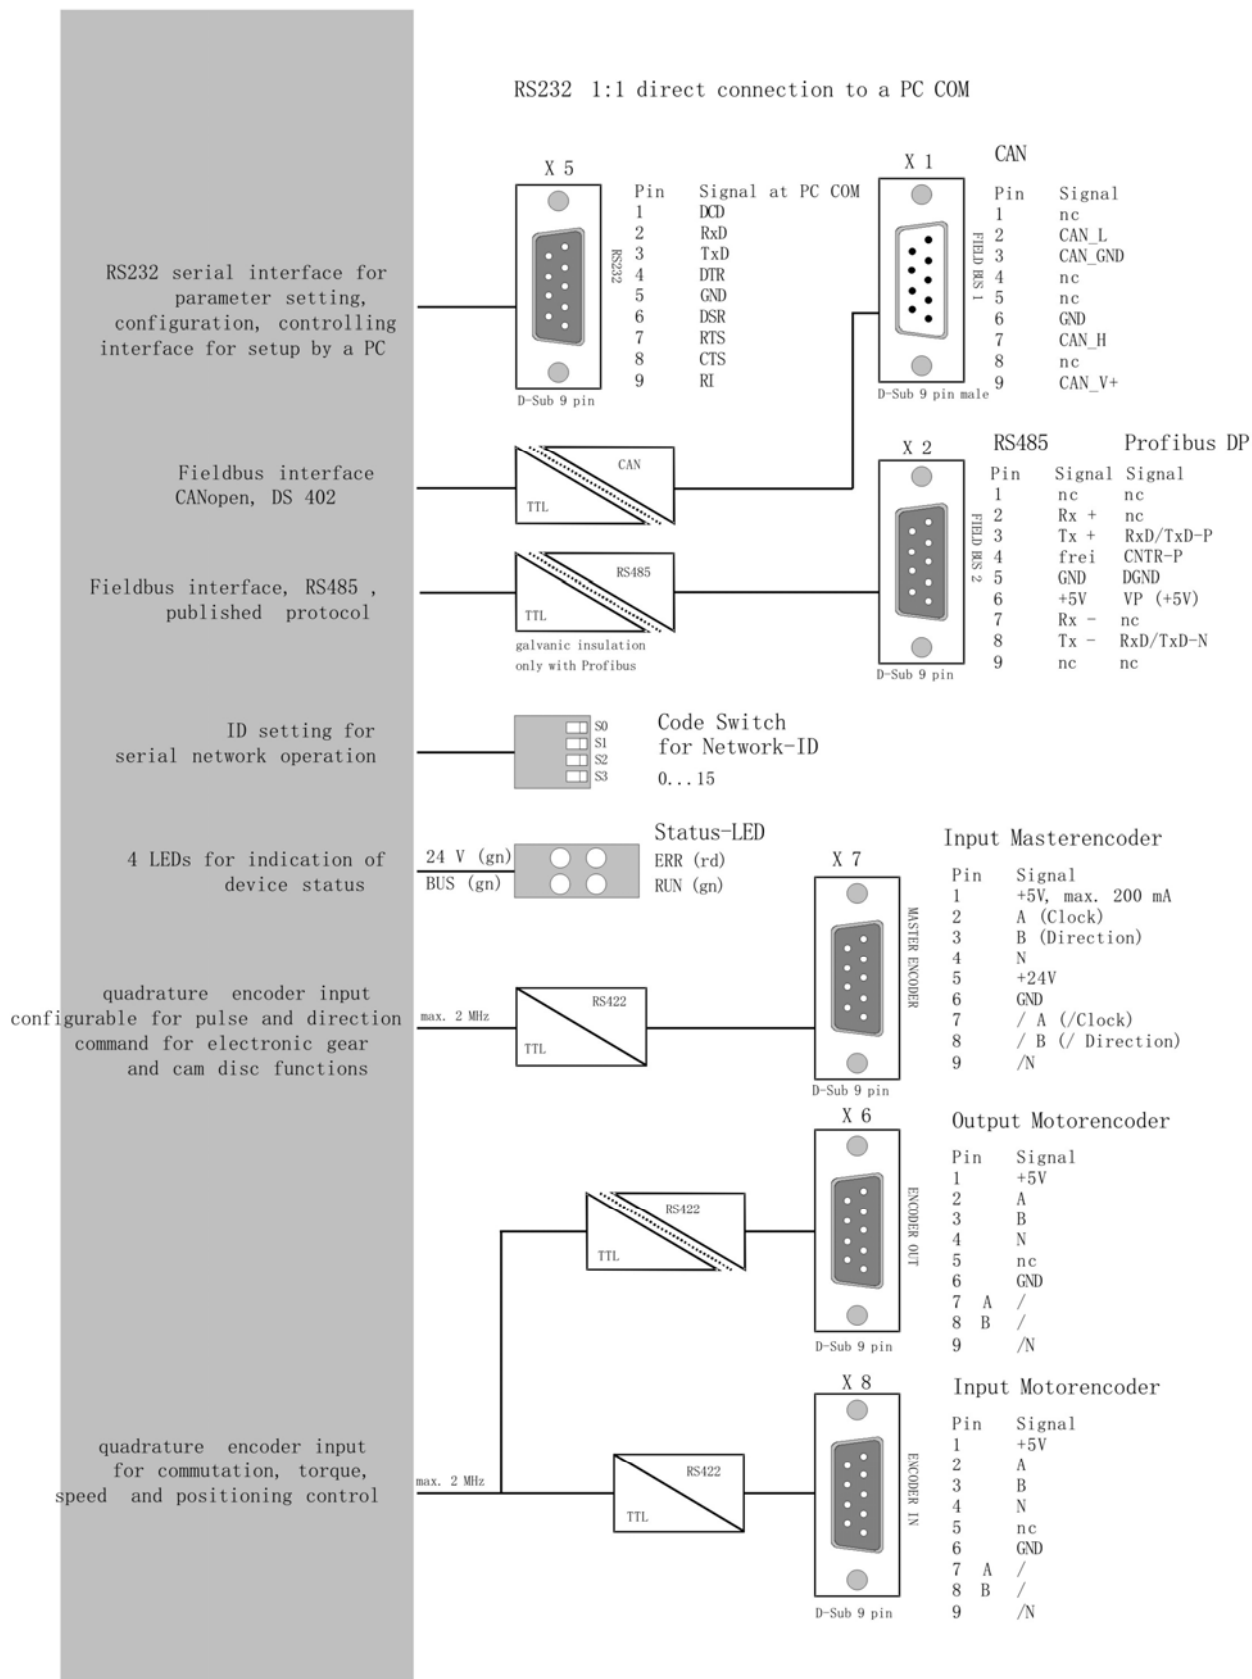 RS232 1:1 direct connection to a PC COM
X 5
Pin Signal at PC COM
1 DCD
2 RxD
3 TxD
4 DTR
5 GND
6 DSR
7 RTS
8 CTS
9 RI
RS232
D-Sub 9 pin
X 1
CAN
Pin Signal
1 nc
2 CAN_L
3 CAN_GND
4 nc
5 nc
6 GND
7 CAN_H
8 nc
9 CAN_V+
FIELD BUS 1
D-Sub 9 pin male
RS232 serial interface for
parameter setting,
configuration, controlling
interface for setup by a PC
Fieldbus interface
CANopen, DS 402
CAN
TTL
X 2
RS485 Profibus DP
Pin Signal Signal
1 nc nc
2 Rx + nc
3 Tx + RxD/TxD-P
4 frei CNTR-P
5 GND DGND
6 +5V VP (+5V)
7 Rx - nc
8 Tx - RxD/TxD-N
9 nc nc
FIELD BUS 2
D-Sub 9 pin
Fieldbus interface, RS485 ,
published protocol
RS485
TTL
galvanic insulation
only with Profibus
ID setting for
serial network operation
S0
S1
S2
S3
Code Switch
for Network-ID
0...15
4 LEDs for indication of
device status
24 V (gn)
BUS (gn)
Status-LED
ERR (rd)
RUN (gn)
X 7
Input Masterencoder
Pin Signal
1 +5V, max. 200 mA
2 A (Clock)
3 B (Direction)
4 N
5 +24V
6 GND
7 / A (/Clock)
8 / B (/ Direction)
9 /N
MASTER ENCODER
D-Sub 9 pin
quadrature encoder input
configurable for pulse and direction
command for electronic gear
and cam disc functions
max. 2 MHz
RS422
TTL
X 6
Output Motorencoder
Pin Signal
1 +5V
2 A
3 B
4 N
5 nc
6 GND
7 A /
8 B /
9 /N
ENCODER OUT
D-Sub 9 pin
RS422
TTL
X 8
Input Motorencoder
Pin Signal
1 +5V
2 A
3 B
4 N
5 nc
6 GND
7 A /
8 B /
9 /N
ENCODER IN
D-Sub 9 pin
quadrature encoder input
for commutation, torque,
speed and positioning control
max. 2 MHz
RS422
TTL